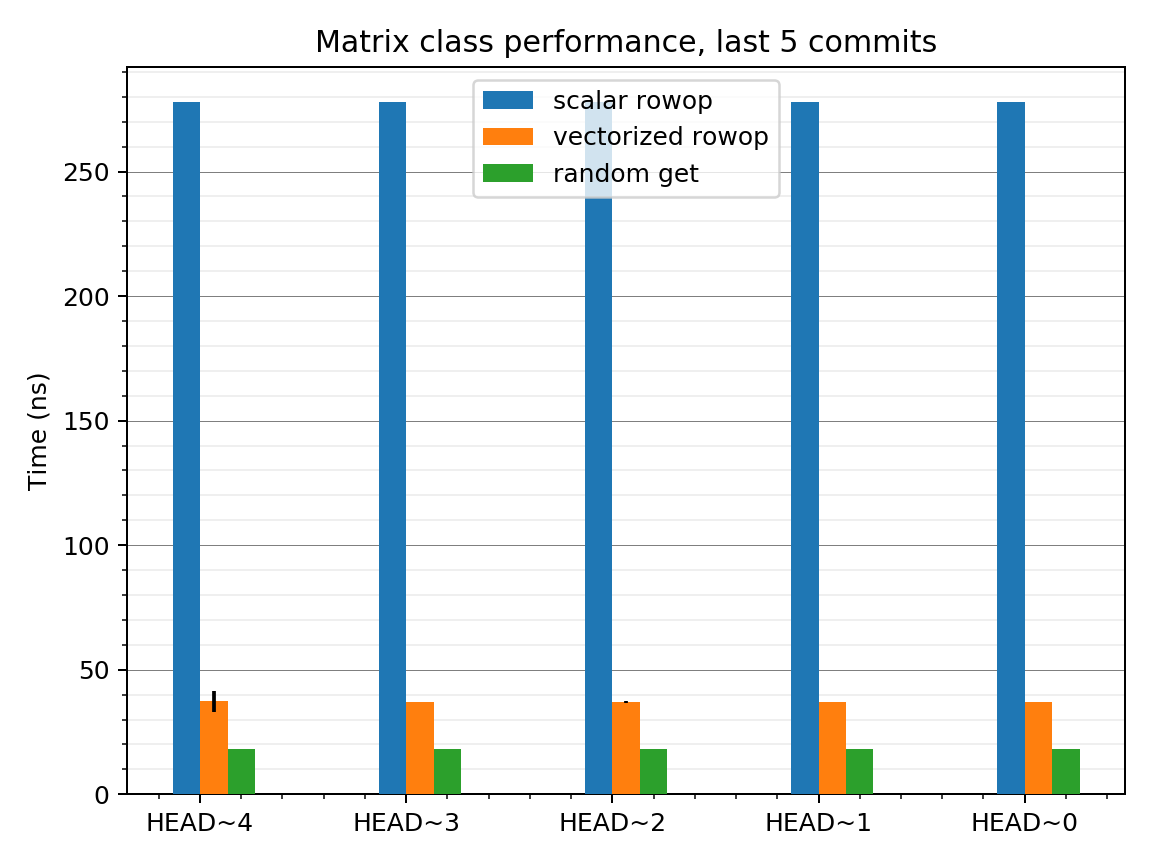 Matrix class performance, last 5 commits
scalar rowop
vectorized rowop
random get
Time (ns)
250
200
150
100
50
0
HEAD~4 HEAD~3 HEAD~2 HEAD~1 HEAD~0